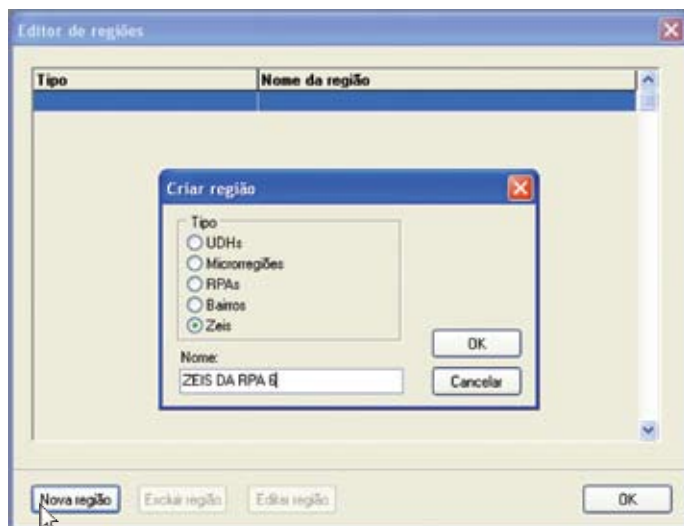 Editor de regiões
Tipo Nome da região
Criar região
Tipo
UDHs
Microrregiões
RPAs
Bairros
Zeis
Nome:
ZEIS DA RPA 6
OK
Cancelar
Nova região Excluir região Editar região OK